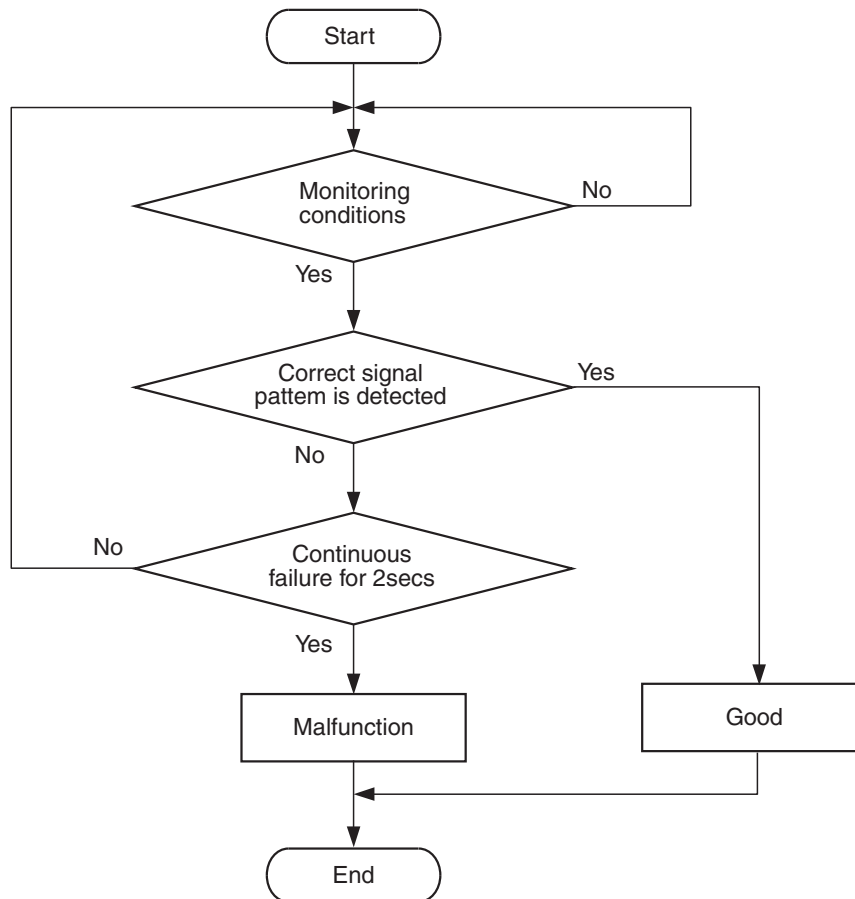 Start
Monitoring
conditions
No
Yes
Correct signal
pattem is detected
Yes
No
Continuous
failure for 2secs
No
Yes
Malfunction
Good
End